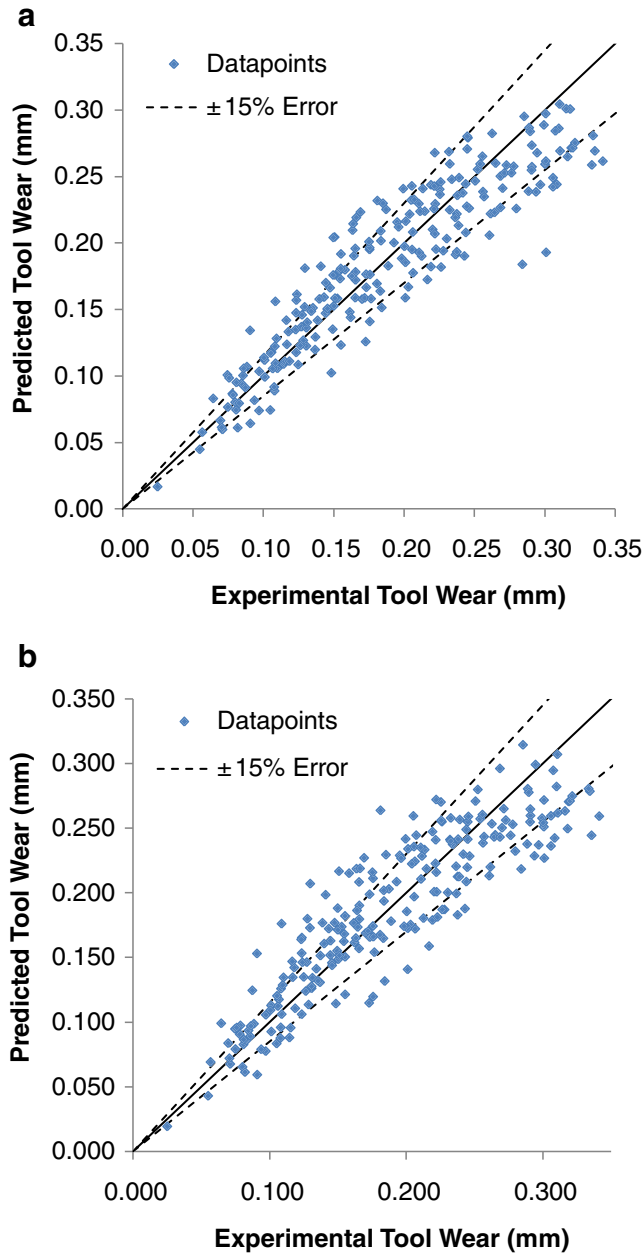 a
0.35
0.30
0.25
0.20
0.15
0.10
0.05
0.00
Predicted Tool Wear (mm)
Datapoints
±15% Error
0.00 0.05 0.10 0.15 0.20 0.25 0.30 0.35
Experimental Tool Wear (mm)
b
0.350
0.300
0.250
0.200
0.150
0.100
0.050
0.000
Predicted Tool Wear (mm)
Datapoints
±15% Error
0.000 0.100 0.200 0.300
Experimental Tool Wear (mm)